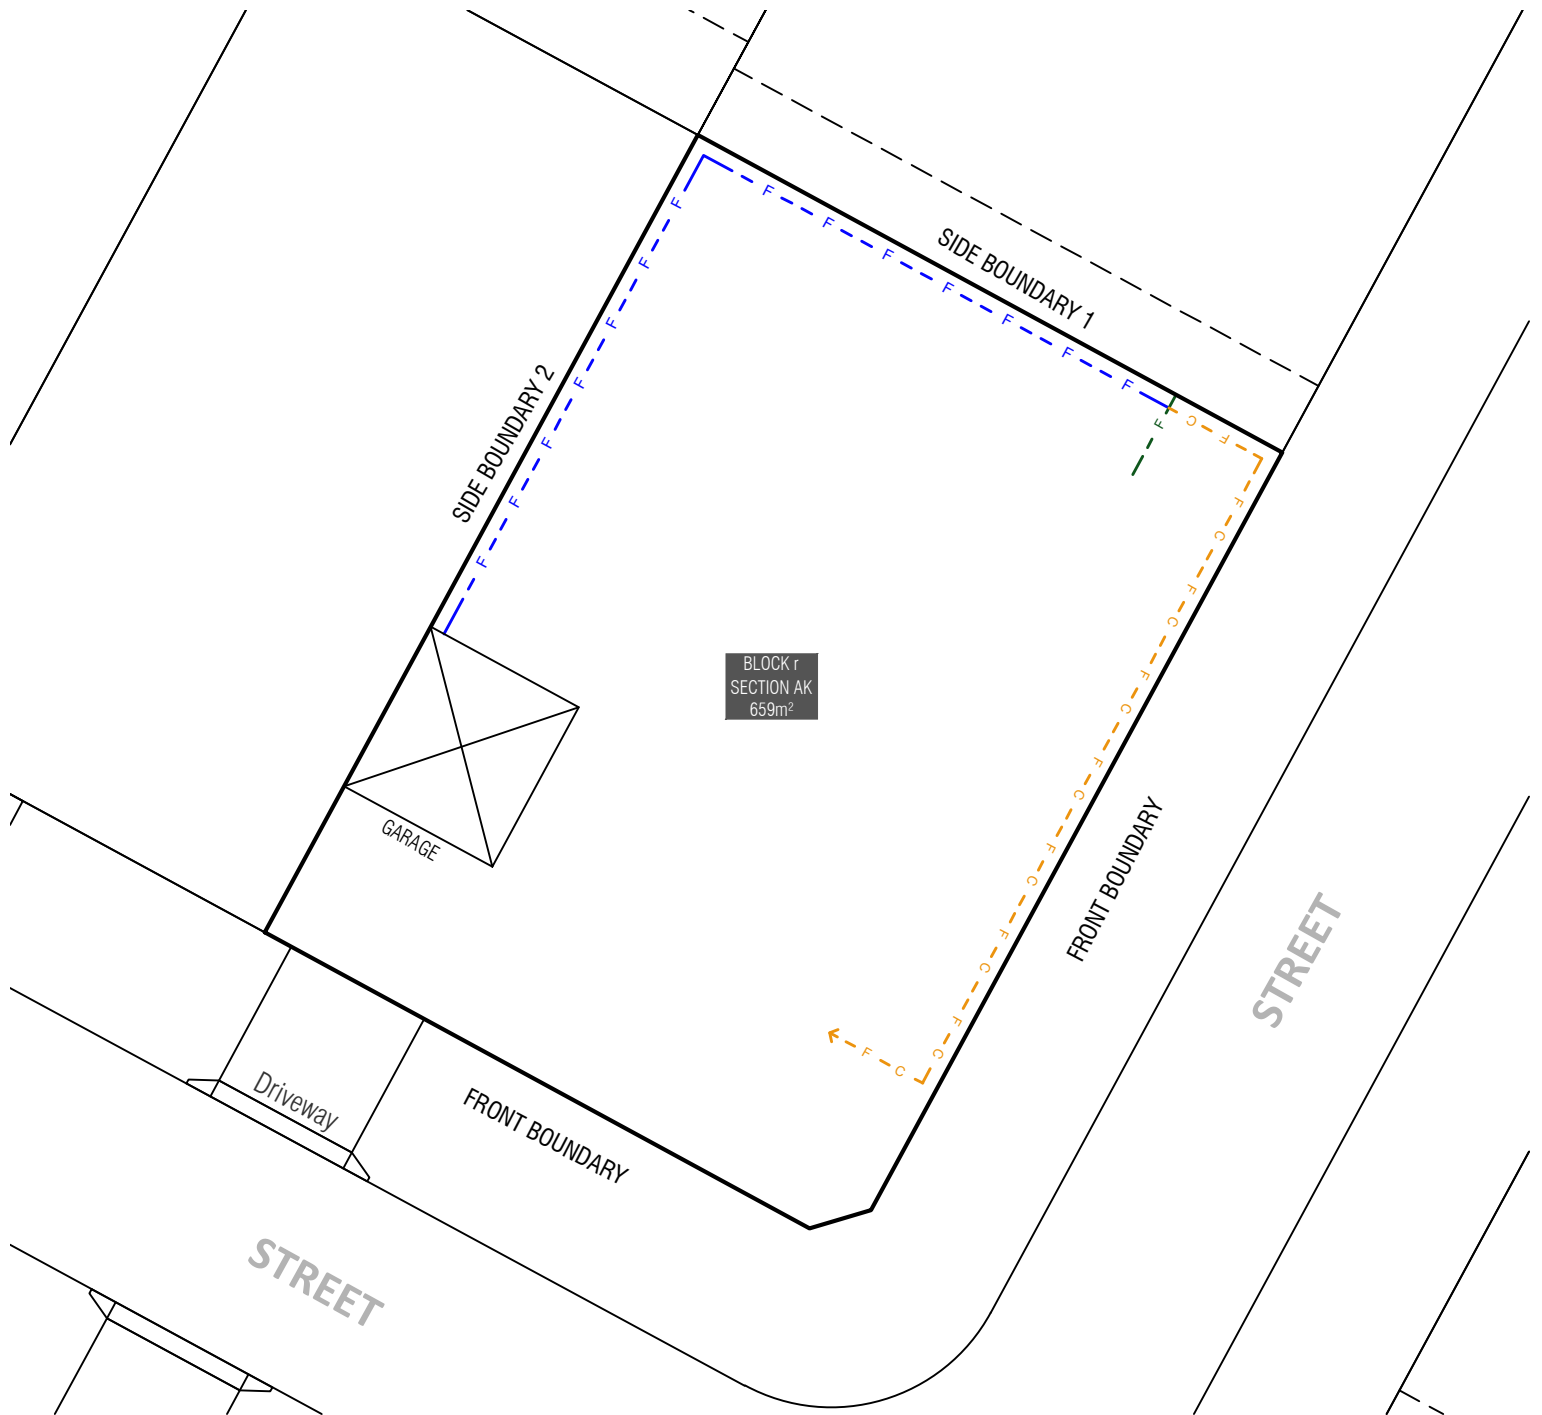 SIDE BOUNDARY 1
F F F F F F F
C F
F
SIDE BOUNDARY 2
F F F F F F F
F C F C F C F C F C F C F C
BLOCK r
SECTION AK
659m²
GARAGE
FRONT BOUNDARY
STREET
F C
Driveway
FRONT BOUNDARY
STREET